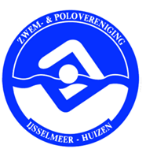 ZWEM- & POLOVERENIGING
IJSSELMEER - HUIZEN